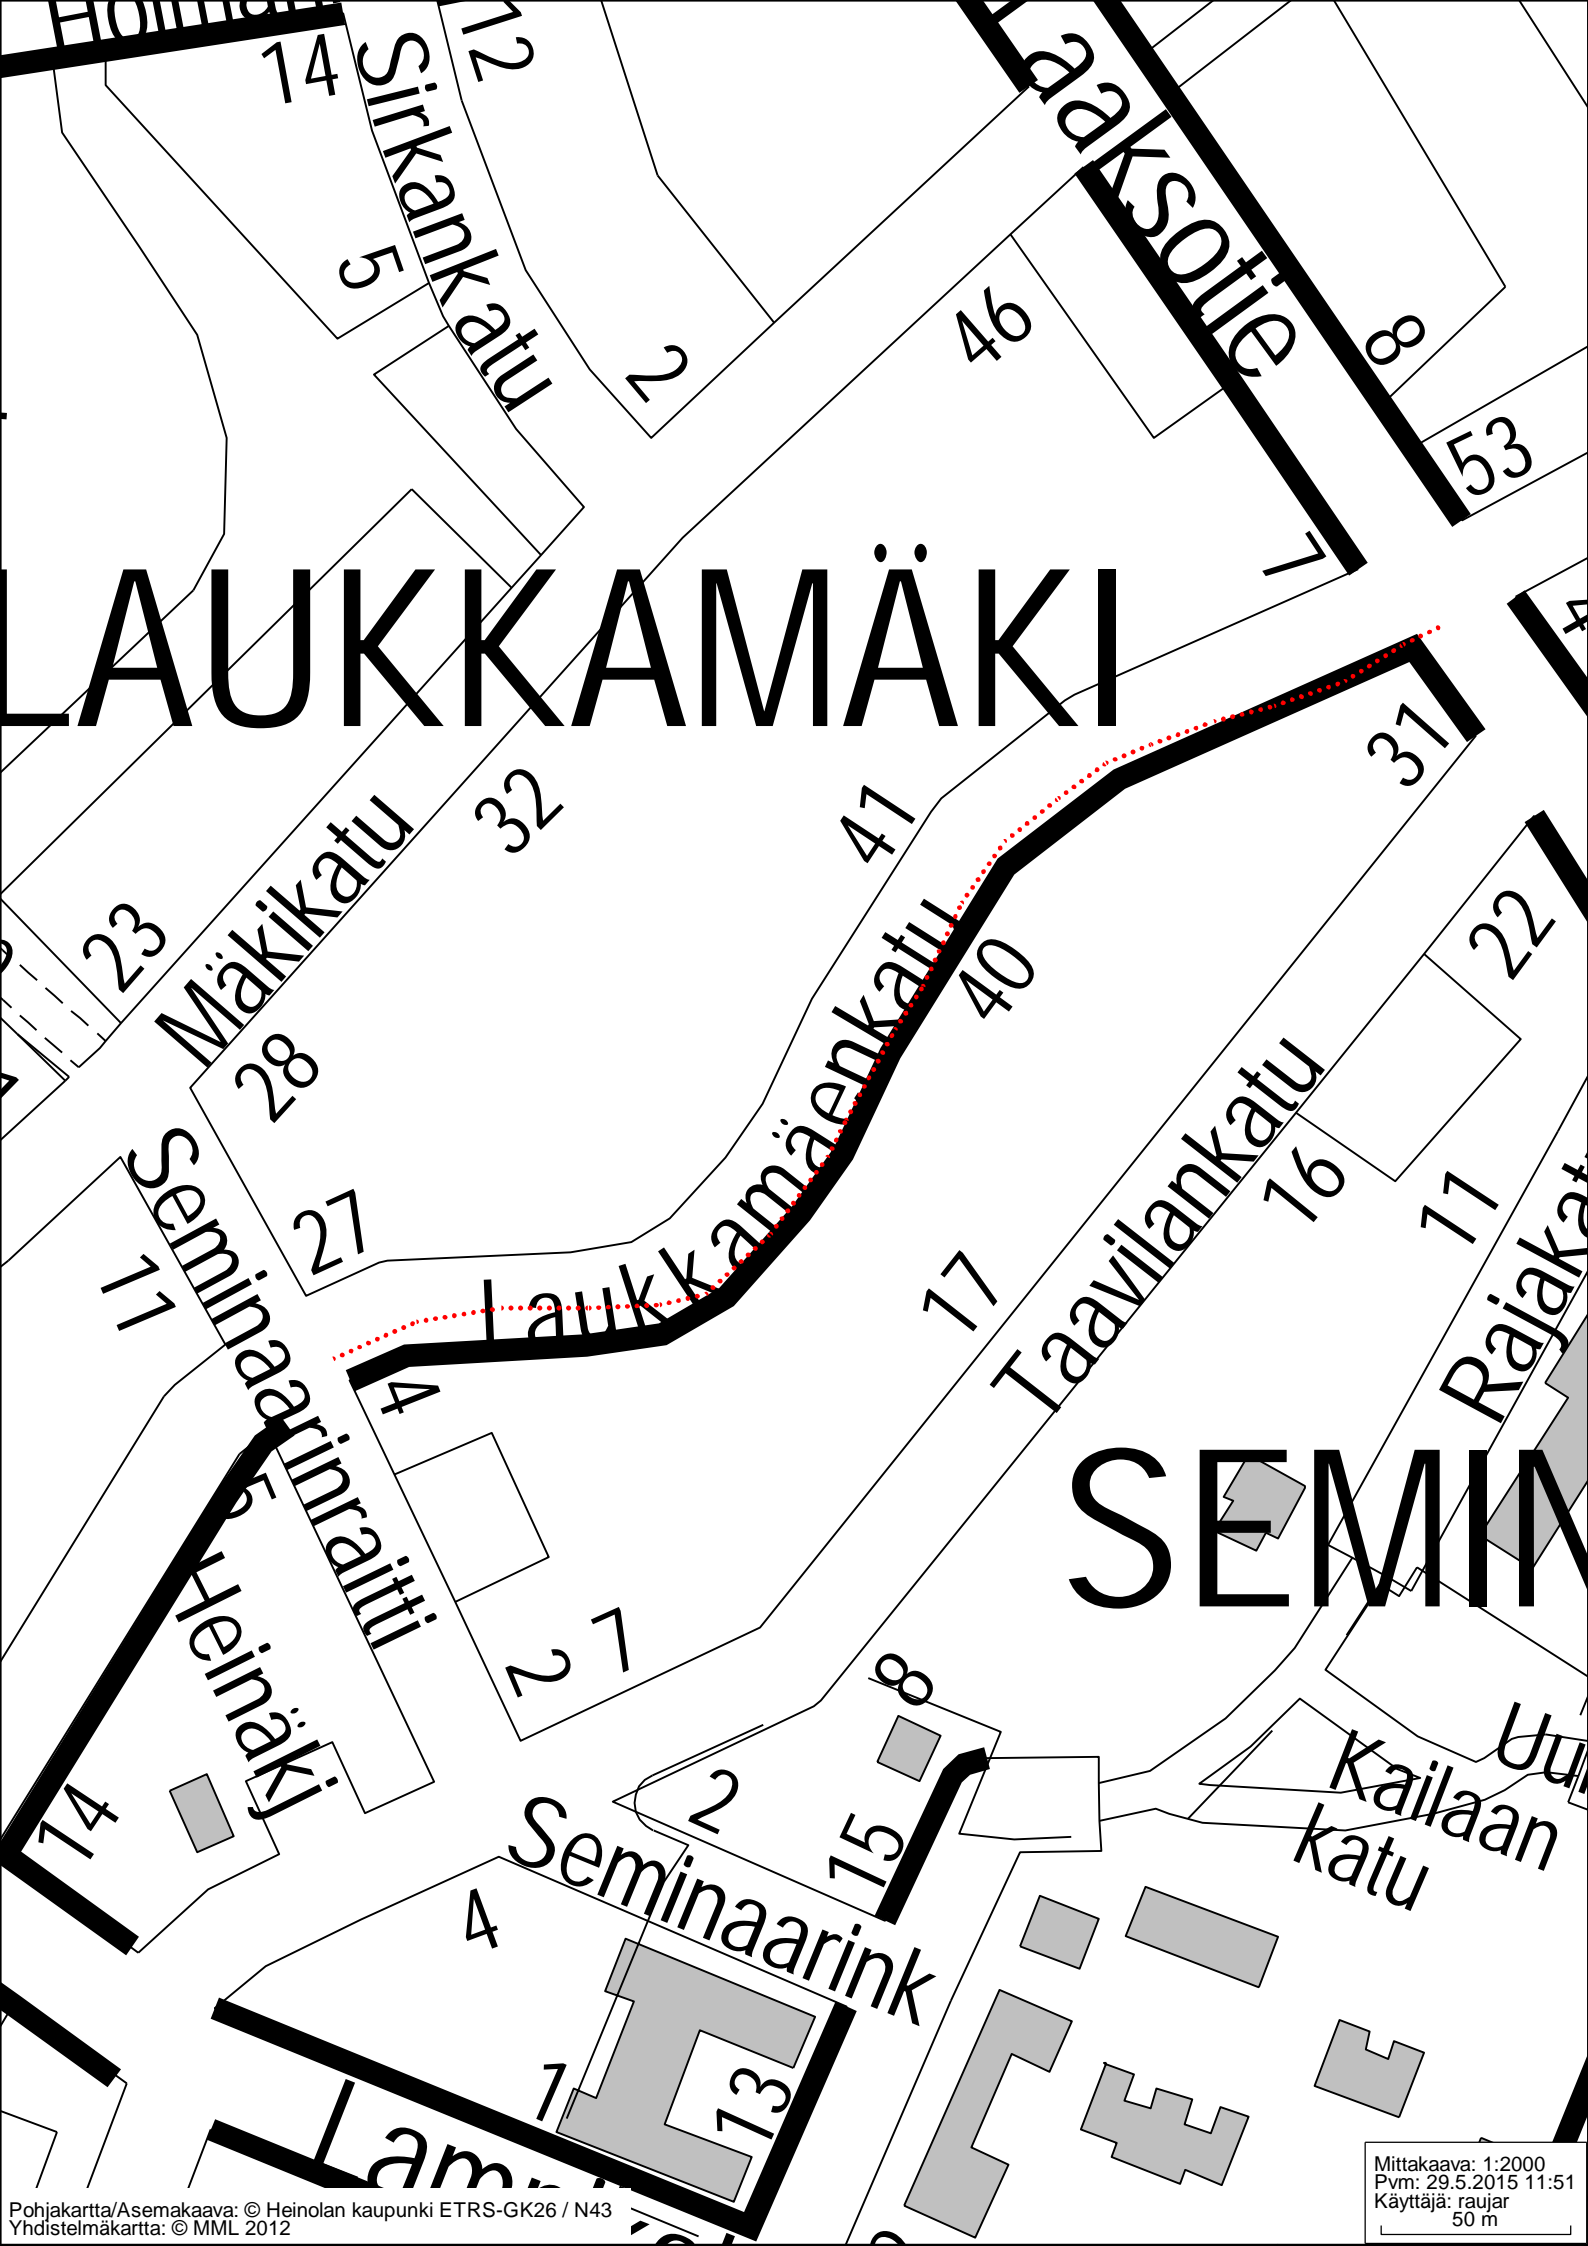 14
12
Sirkankatu
Laaksotie
5
2
46
8
53
7
LAUKKAMÄKI
31
32
41
Mäkikatu
23
22
40
28
Laukkamäenkatu
Seminaarinraitti
27
11
16
11
Taavilankatu
17
4
SEMIN
Heinäkj
2
7
8
14
2
Seminaarink
15
Kailaan
katu
4
1
13
Mittakaava: 1:2000
Pvm: 29.5.2015 11:51
Käyttäjä: raujar
50 m
Pohjakartta/Asemakaava: © Heinolan kaupunki ETRS-GK26 / N43
Yhdistelmäkartta: © MML 2012